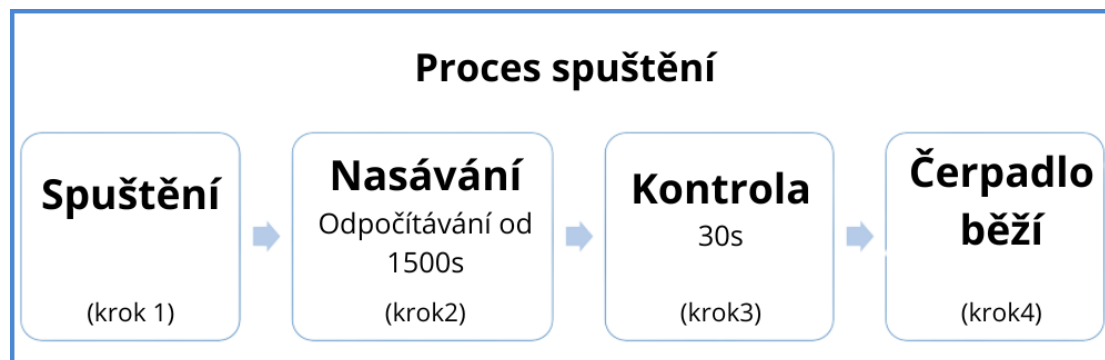 Proces spuštění
Spuštění
(krok 1)
Nasávání
Odpočítávání od
1500s
(krok2)
Kontrola
30s
(krok3)
Čerpadlo
běží
(krok4)